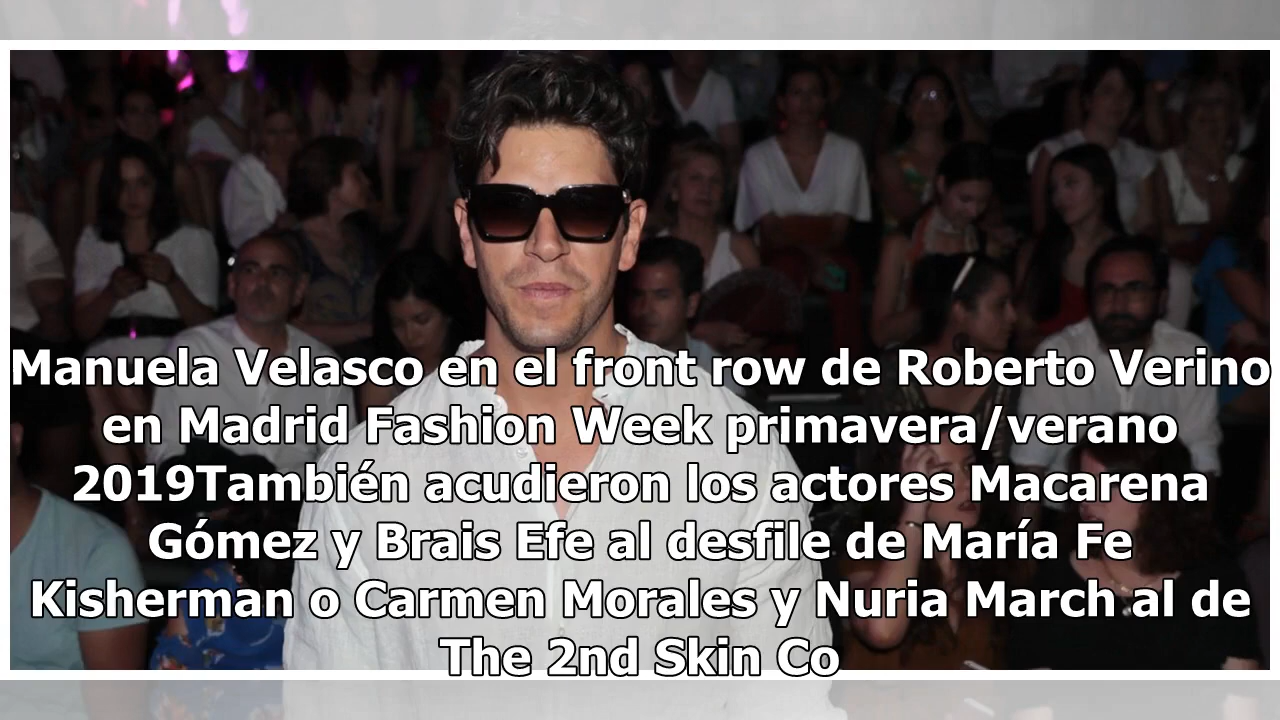 Manuela Velasco en el front row de Roberto Verino
en Madrid Fashion Week primavera/verano
2019También acudieron los actores Macarena
Gómez y Brais Efe al desfile de María Fe
Kisherman o Carmen Morales y Nuria March al de
The 2nd Skin Co